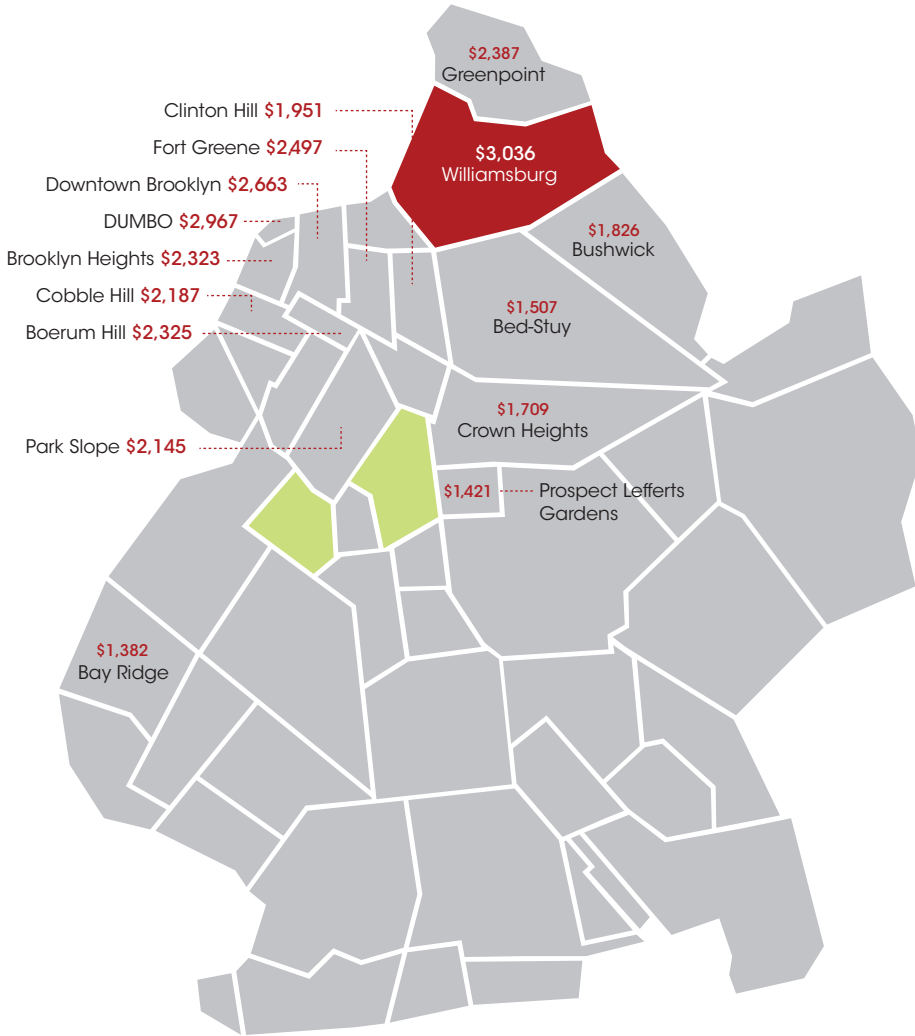 $2,387
Greenpoint
Clinton Hill $1,951
Fort Greene $2,497
$3,036
Williamsburg
Downtown Brooklyn $2,663
DUMBO $2,967
$1,826
Bushwick
Brooklyn Heights $2,323
Cobble Hill $2,187
$1,507
Bed-Stuy
Boerum Hill $2,325
$1,709
Crown Heights
Park Slope $2,145
$1,421 Prospect Lefferts
Gardens
$1,382
Bay Ridge